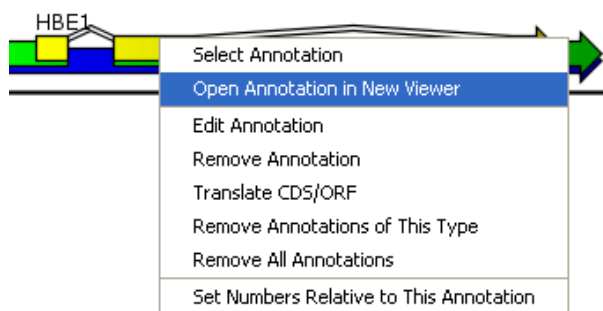 HBE1
Select Annotation
Open Annotation in New Viewer
Edit Annotation
Remove Annotation
Translate CDS/ORF
Remove Annotations of This Type
Remove All Annotations
Set Numbers Relative to This Annotation